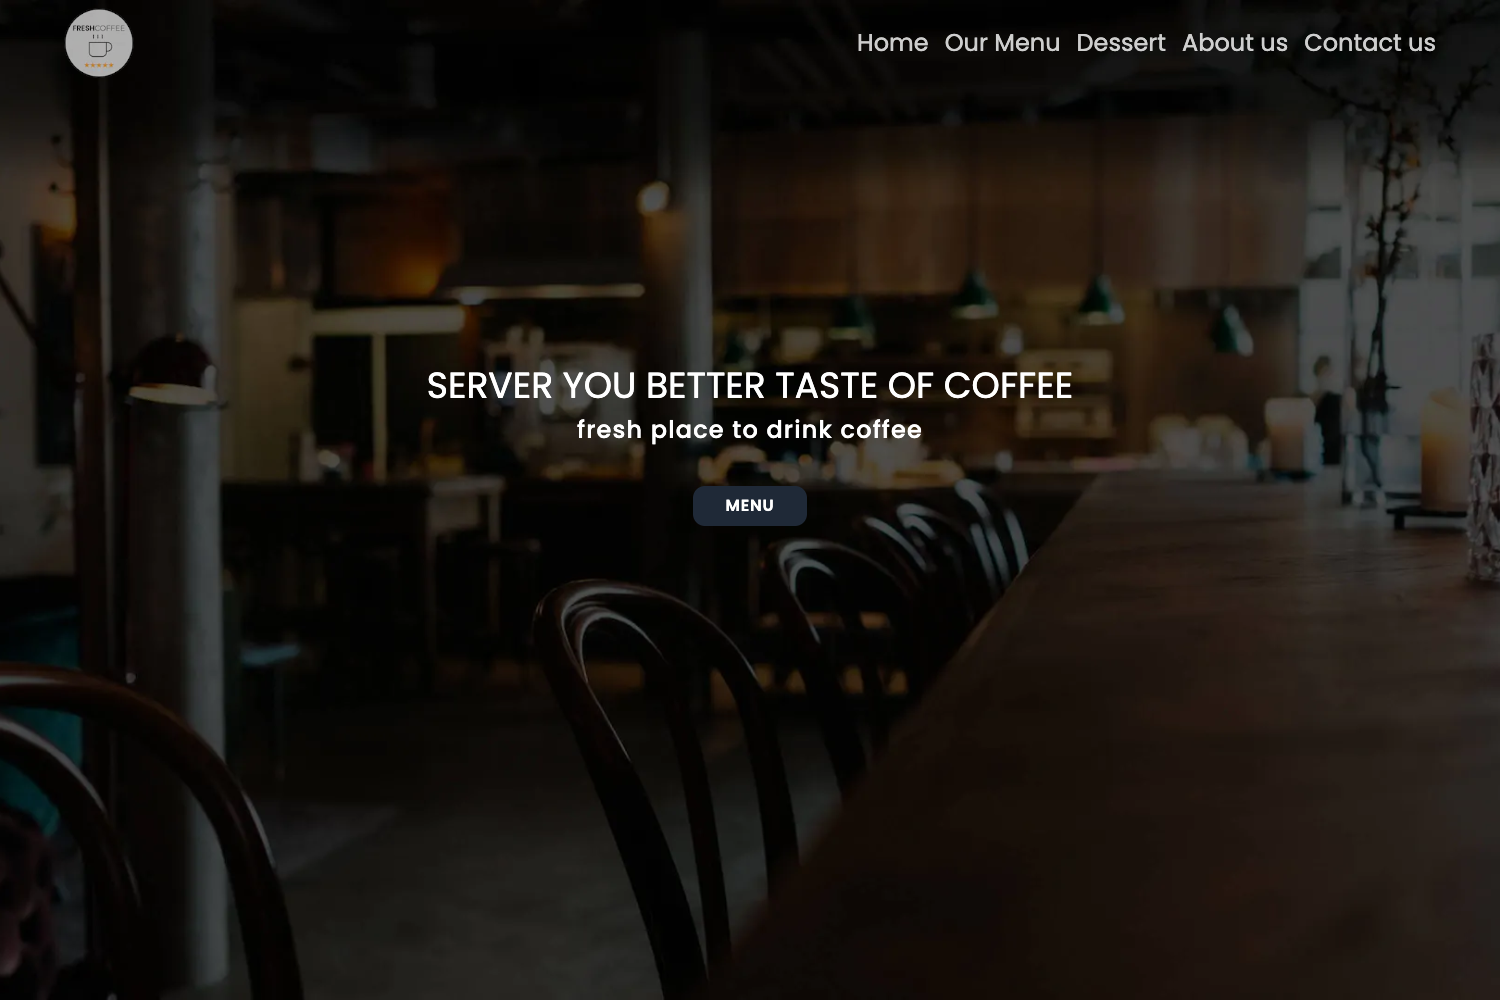 FRESHCOFFEE
Home Our Menu Dessert About us Contact us
SERVER YOU BETTER TASTE OF COFFEE
fresh place to drink coffee
MENU